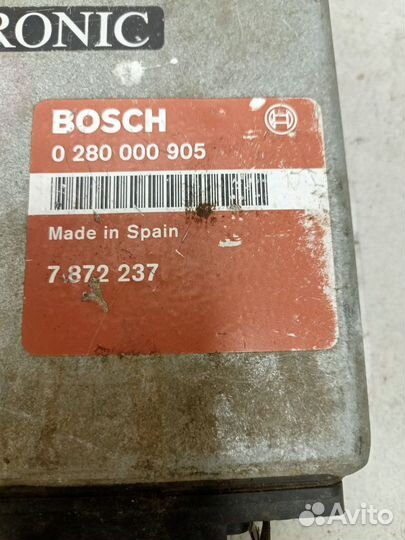 RONIC
BOSCH
0 280 000 905
Made in Spain
7 872 237
Avito